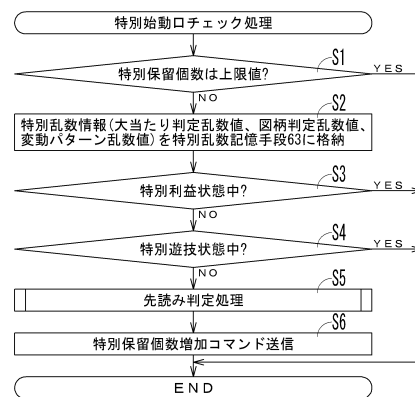 特別始動口チェック処理
S1
特別保留個数は上限値?
YES
NO
S2
特別乱数情報(大当たり判定乱数値、図柄判定乱数値、
変動パターン乱数値)を特別乱数記憶手段63に格納
S3
特別利益状態中?
YES
NO
S4
特別遊技状態中?
YES
NO
S5
先読み判定処理
S6
特別保留個数増加コマンド送信
END